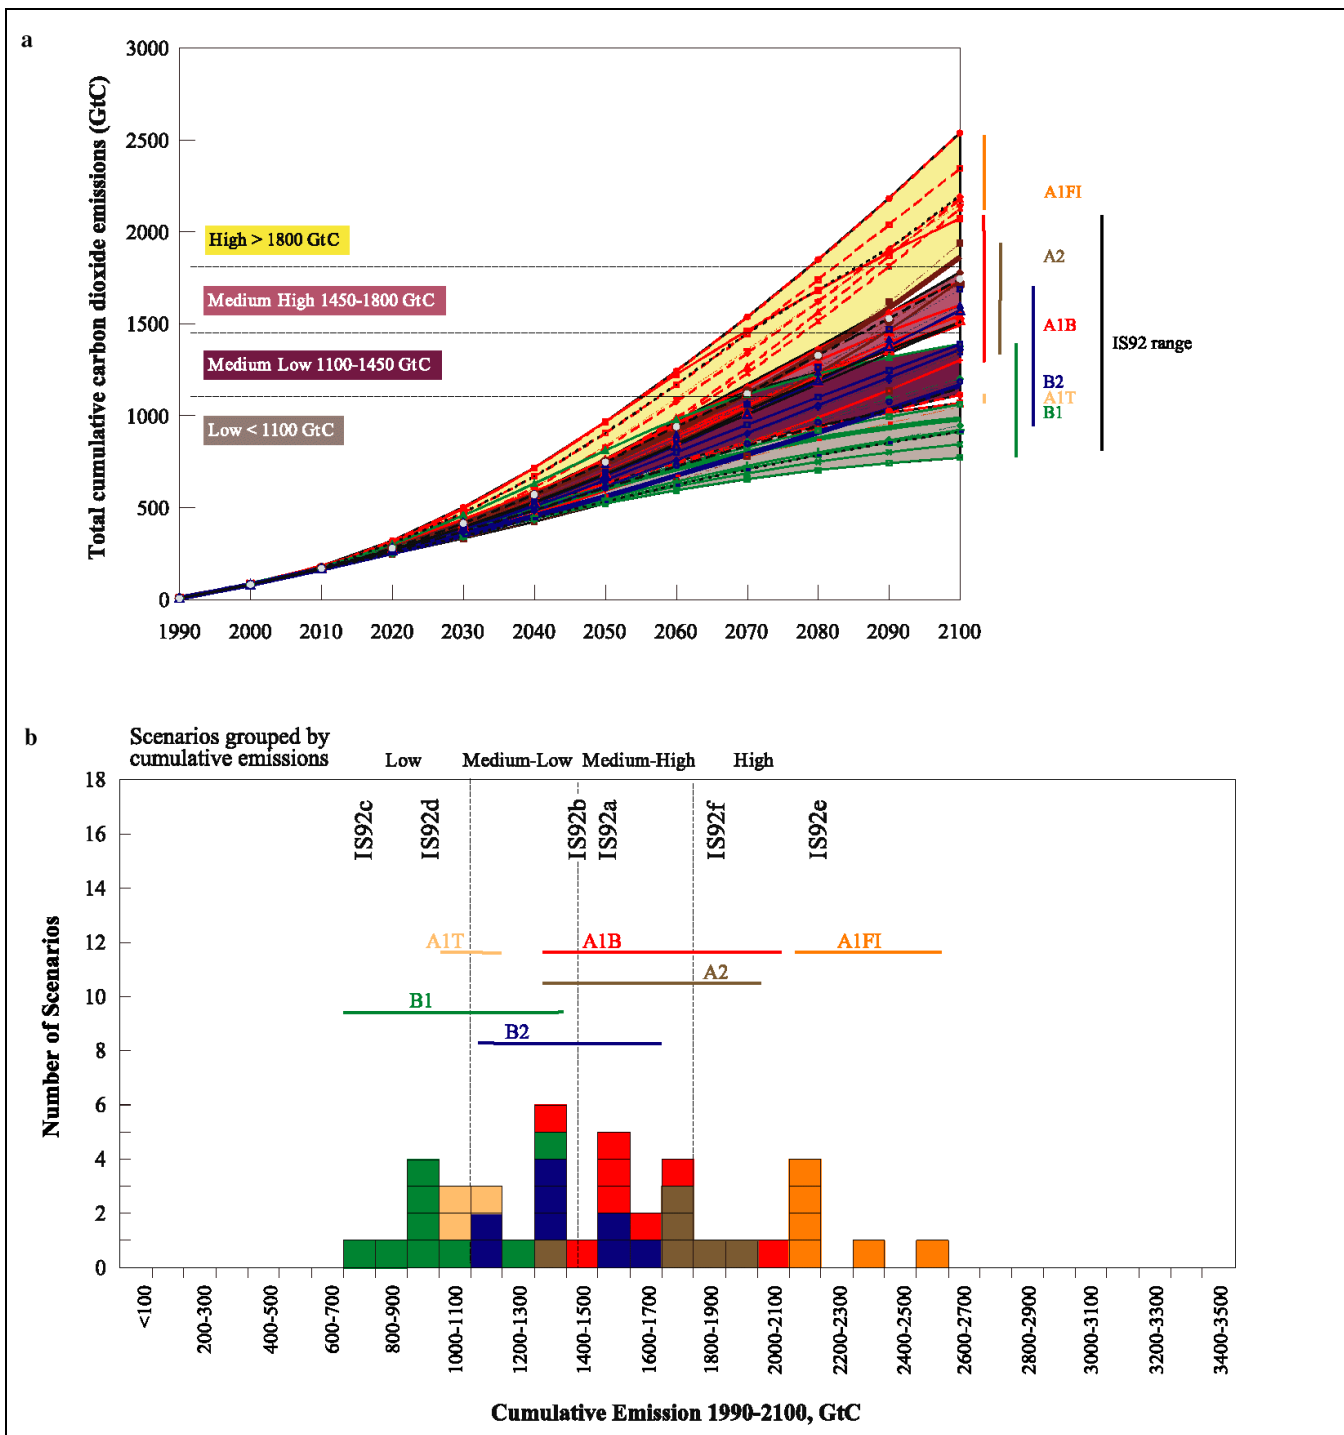 a
Total cumulative carbon dioxide emissions (GtC)
3000
2500
2000
1500
1000
500
0
High > 1800 GtC
Medium High 1450-1800 GtC
Medium Low 1100-1450 GtC
Low < 1100 GtC
1990 2000 2010 2020 2030 2040 2050 2060 2070 2080 2090 2100
A1FI
A2
A1B
IS92 range
B2
A1T
B1
b
Scenarios grouped by
cumulative emissions
Low Medium-Low Medium-High High
Number of Scenarios
18
16
14
12
10
8
6
4
2
0
IS92c IS92d IS92b IS92a IS92f IS92e
A1T A1B A1FI
A2
B1
B2
<100 200-300 400-500 600-700 800-900 1000-1100 1200-1300 1400-1500 1600-1700 1800-1900 2000-2100 2200-2300 2400-2500 2600-2700 2800-2900 3000-3100 3200-3300 3400-3500
Cumulative Emission 1990-2100, GtC